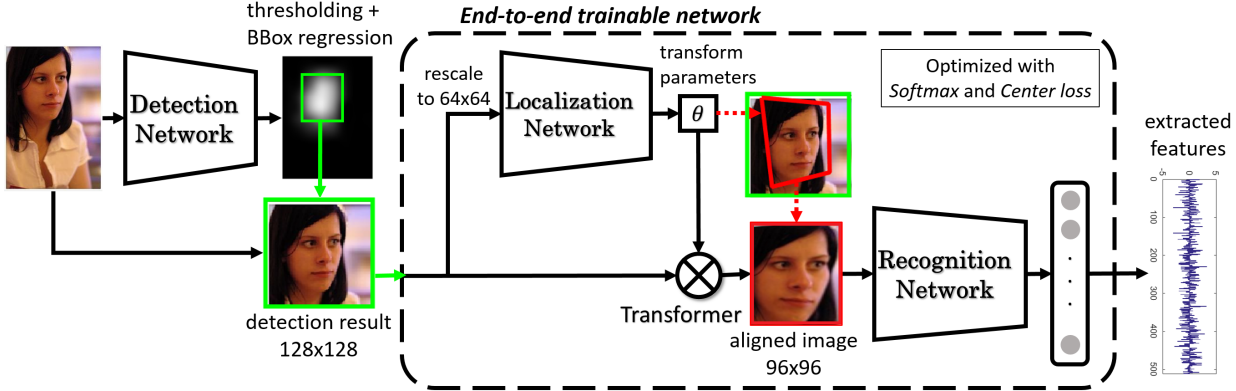 End-to-end trainable network
thresholding +
BBox regression
Detection
Network
rescale
to 64x64
Localization
Network
transform
parameters
θ
Optimized with
Softmax and Center loss
extracted
features
-5
0
5
0
100
200
300
400
500
detection result
128x128
Transformer
aligned image
96x96
Recognition
Network